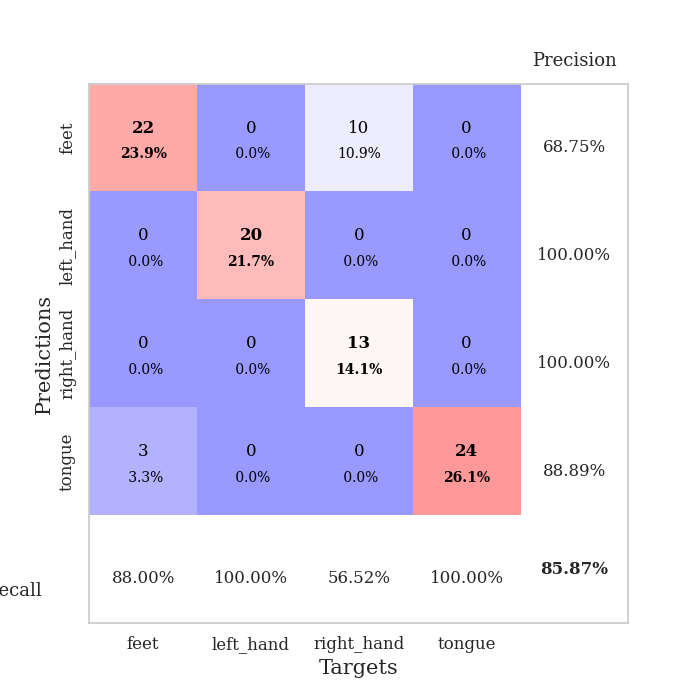 Precision
feet
22 0 10 0
23.9% 0.0% 10.9% 0.0%
68.75%
left_hand
0 20 0 0
0.0% 21.7% 0.0% 0.0%
100.00%
Predictions
right_hand
0 0 13 0
0.0% 0.0% 14.1% 0.0%
100.00%
tongue
3 0 0 24
3.3% 0.0% 0.0% 26.1%
88.89%
ecall
88.00% 100.00% 56.52% 100.00% 85.87%
feet left_hand right_hand tongue
Targets